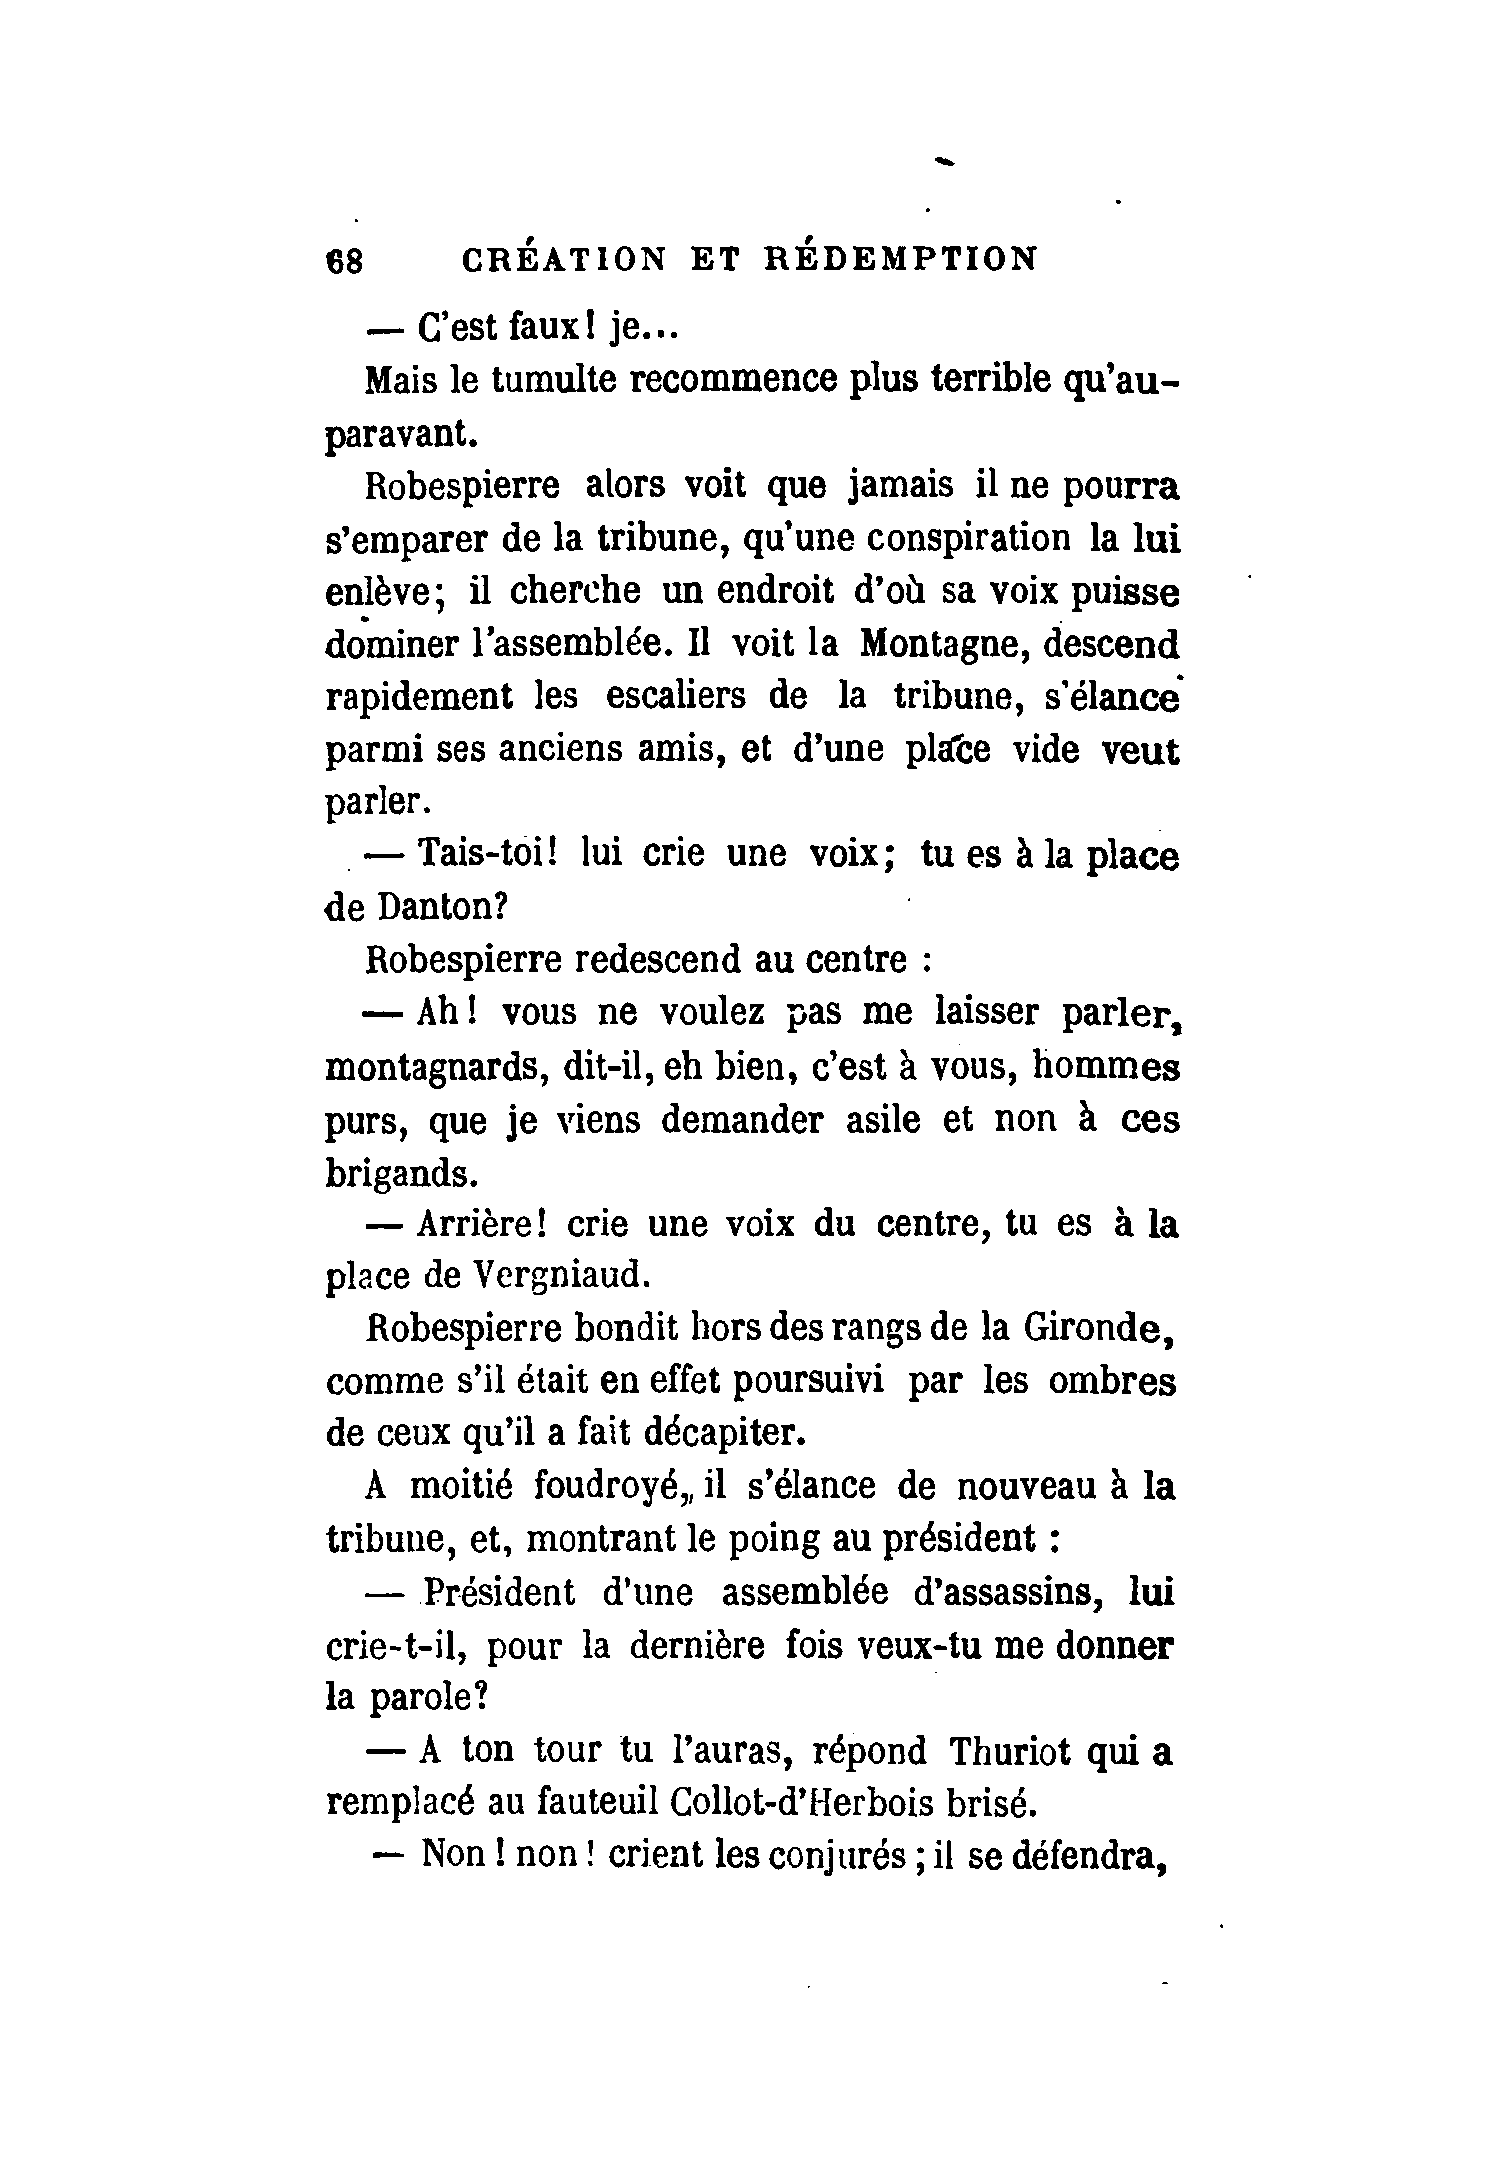 68 CRÉATION ET RÉDEMPTION
— C'est faux! je...
Mais le tumulte recommence plus terrible qu'au-
paravant.
Robespierre alors voit que jamais il ne pourra
s'emparer de la tribune, qu'une conspiration la lui
enlève; il cherche un endroit d'où sa voix puisse
dominer l'assemblée. Il voit la Montagne, descend
rapidement les escaliers de la tribune, s'élance
parmi ses anciens amis, et d'une place vide veut
parler.
— Tais-toi! lui crie une voix; tu es à la place
de Danton?
Robespierre redescend au centre :
— Ah! vous ne voulez pas me laisser parler,
montagnards, dit-il, eh bien, c'est à vous, hommes
purs, que je viens demander asile et non à ces
brigands.
— Arrière! crie une voix du centre, tu es à la
place de Vergniaud.
Robespierre bondit hors des rangs de la Gironde,
comme s'il était en effet poursuivi par les ombres
de ceux qu'il a fait décapiter.
A moitié foudroyé, il s'élance de nouveau à la
tribune, et, montrant le poing au président :
— Président d'une assemblée d'assassins, lui
crie-t-il, pour la dernière fois veux-tu me donner
la parole?
— A ton tour tu l'auras, répond Thuriot qui a
remplacé au fauteuil Collot-d'Herbois brisé.
— Non! non! crient les conjurés; il se défendra,